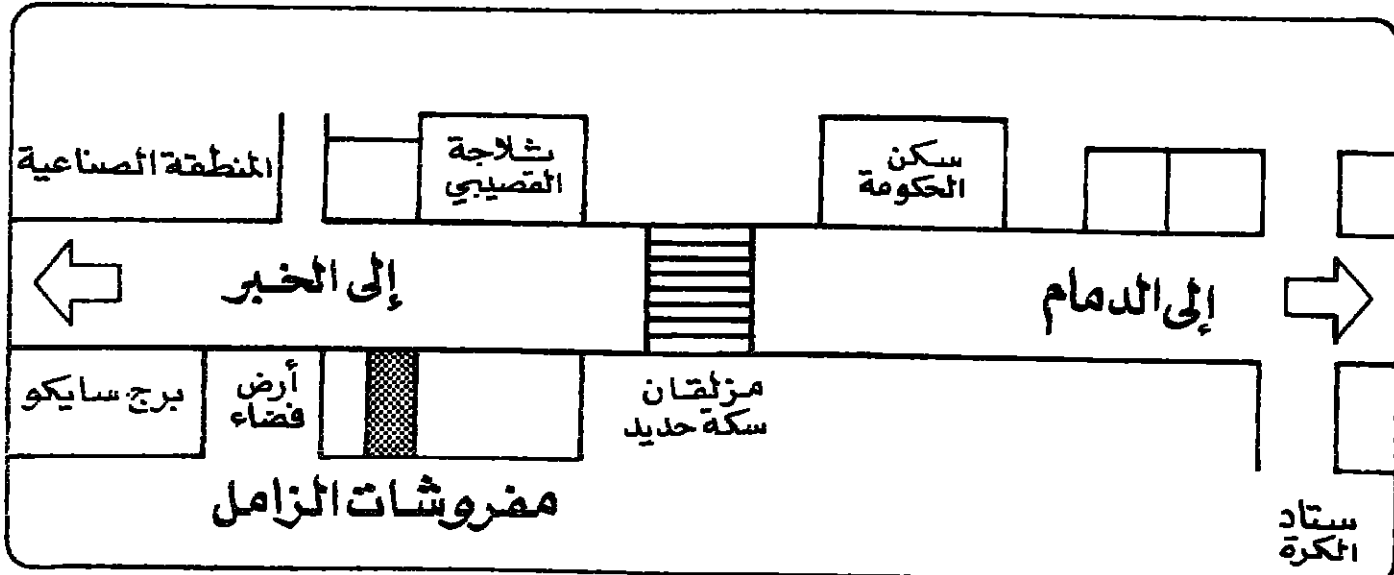 سكن
الحكومة
ثلاجة
القصيبي
المنطقة الصناعية
إلى الدمام
إلى الخبر
مزلقان
سكة حديد
أرض
فضاء
برج سايكو
مفروشات الزامل
ستاد
الكرة